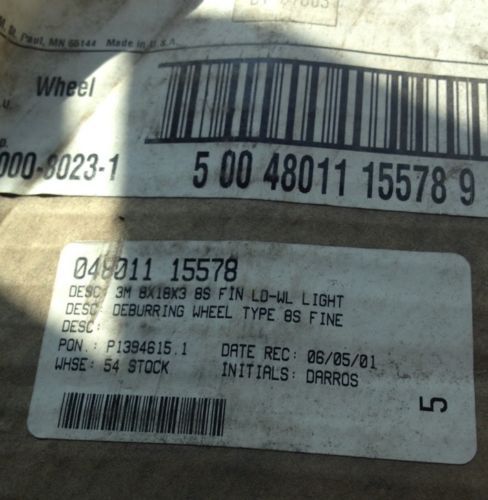 M, St. Paul, MN 55144 Made in U.S.A.
Wheel
000-8023-1
5 00 48011 15578 9
048011 15578
DESC: 3M 8X18X3 8S FIN LD-WL LIGHT
DESC: DEBURRING WHEEL TYPE 8S FINE
DESC:
PON.: P1394615.1 DATE REC: 06/05/01
WHSE: 54 STOCK INITIALS: DARROS
5